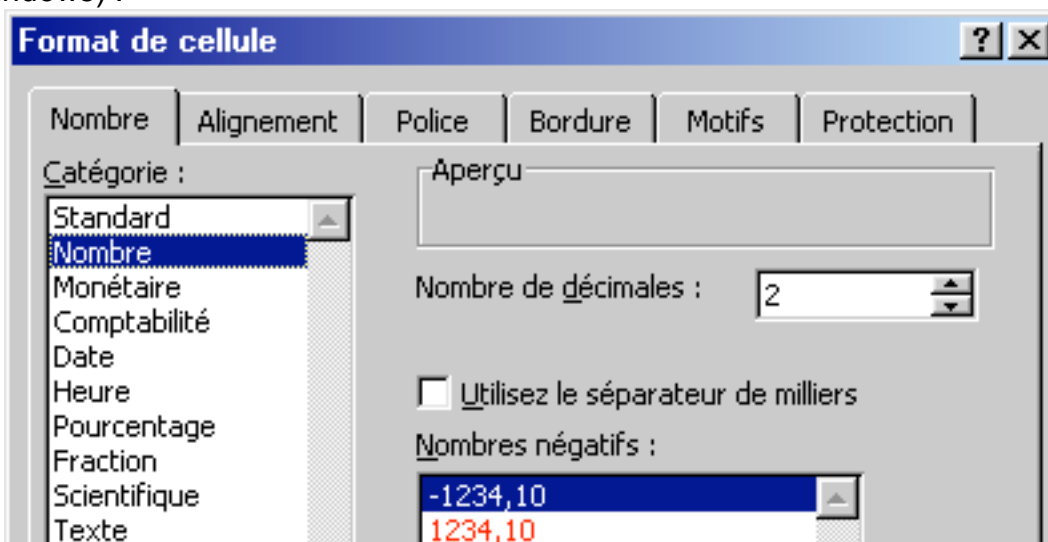 Format de cellule
Nombre Alignement Police Bordure Motifs Protection
Catégorie :
Standard
Nombre
Monétaire
Comptabilité
Date
Heure
Pourcentage
Fraction
Scientifique
Texte
Aperçu
Nombre de décimales : 2
Utilisez le séparateur de milliers
Nombres négatifs :
-1234,10
1234,10